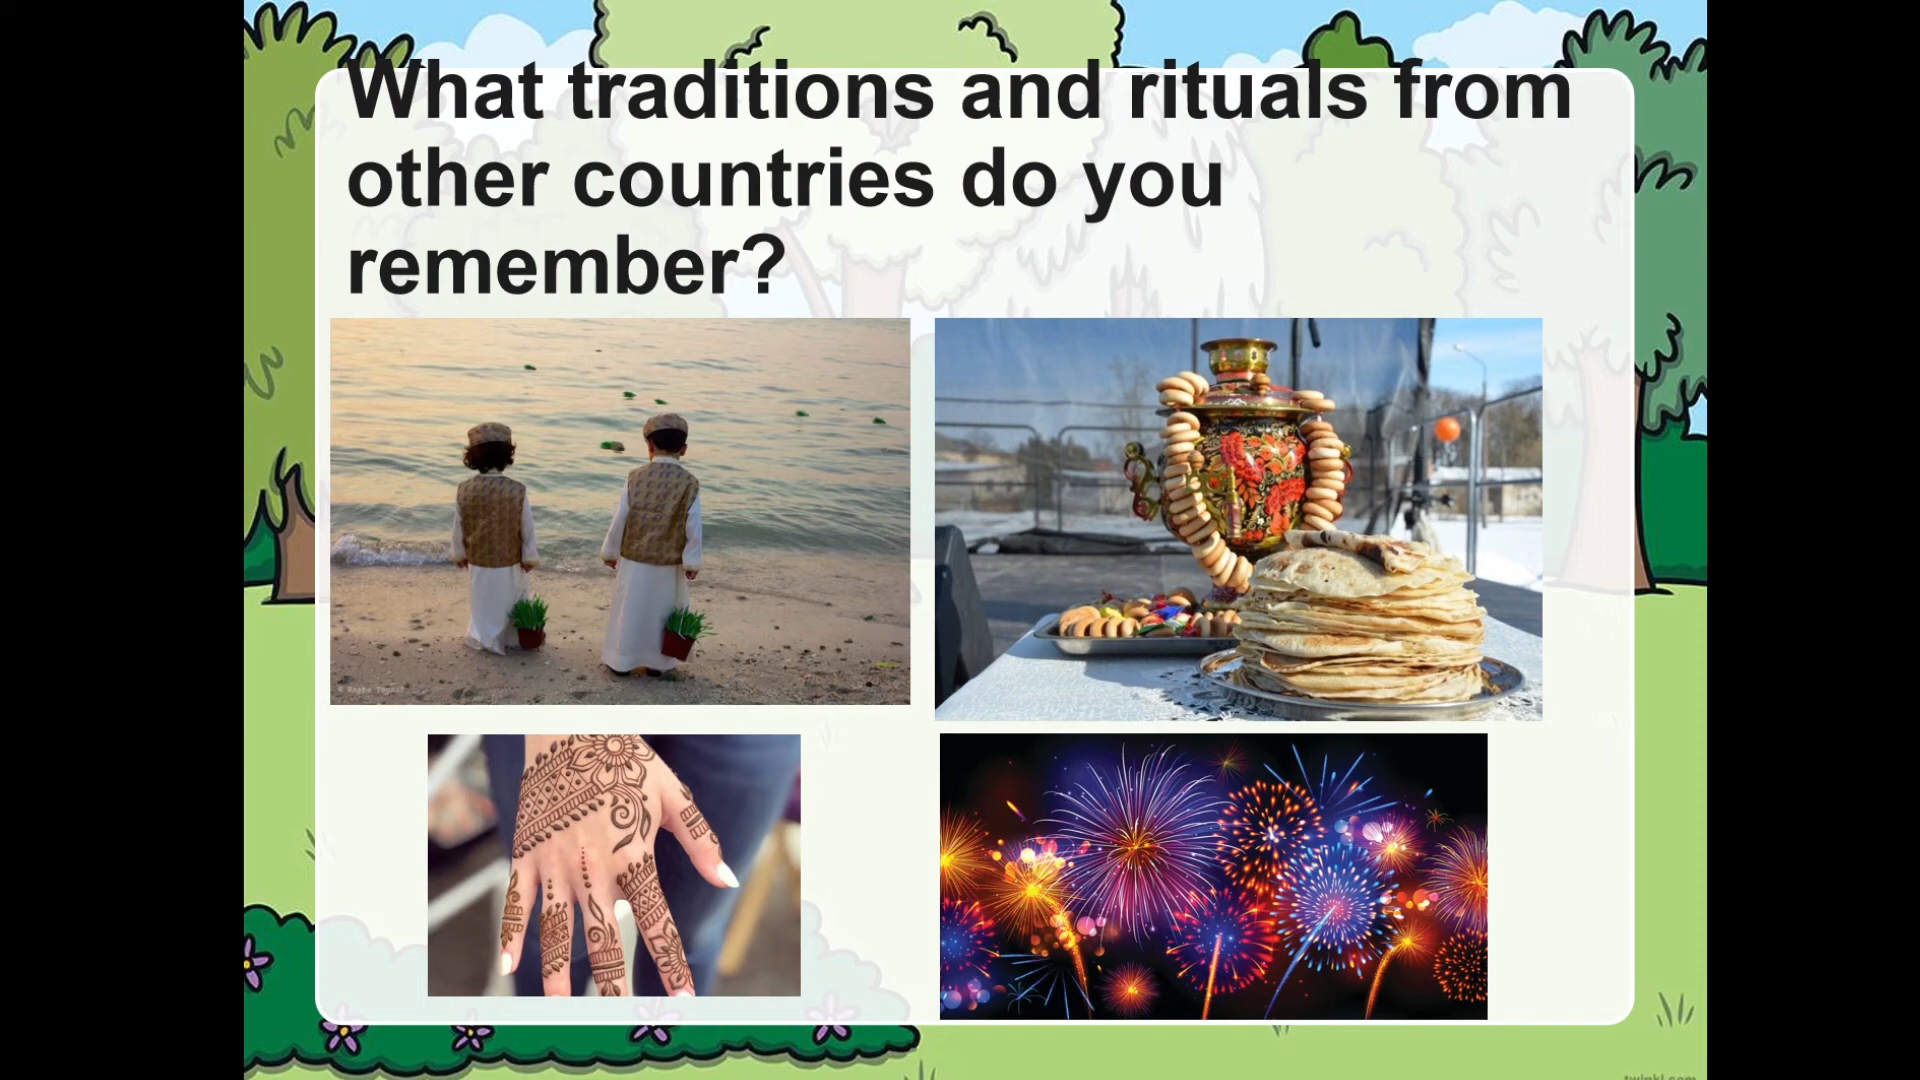 What traditions and rituals from
other countries do you
remember?